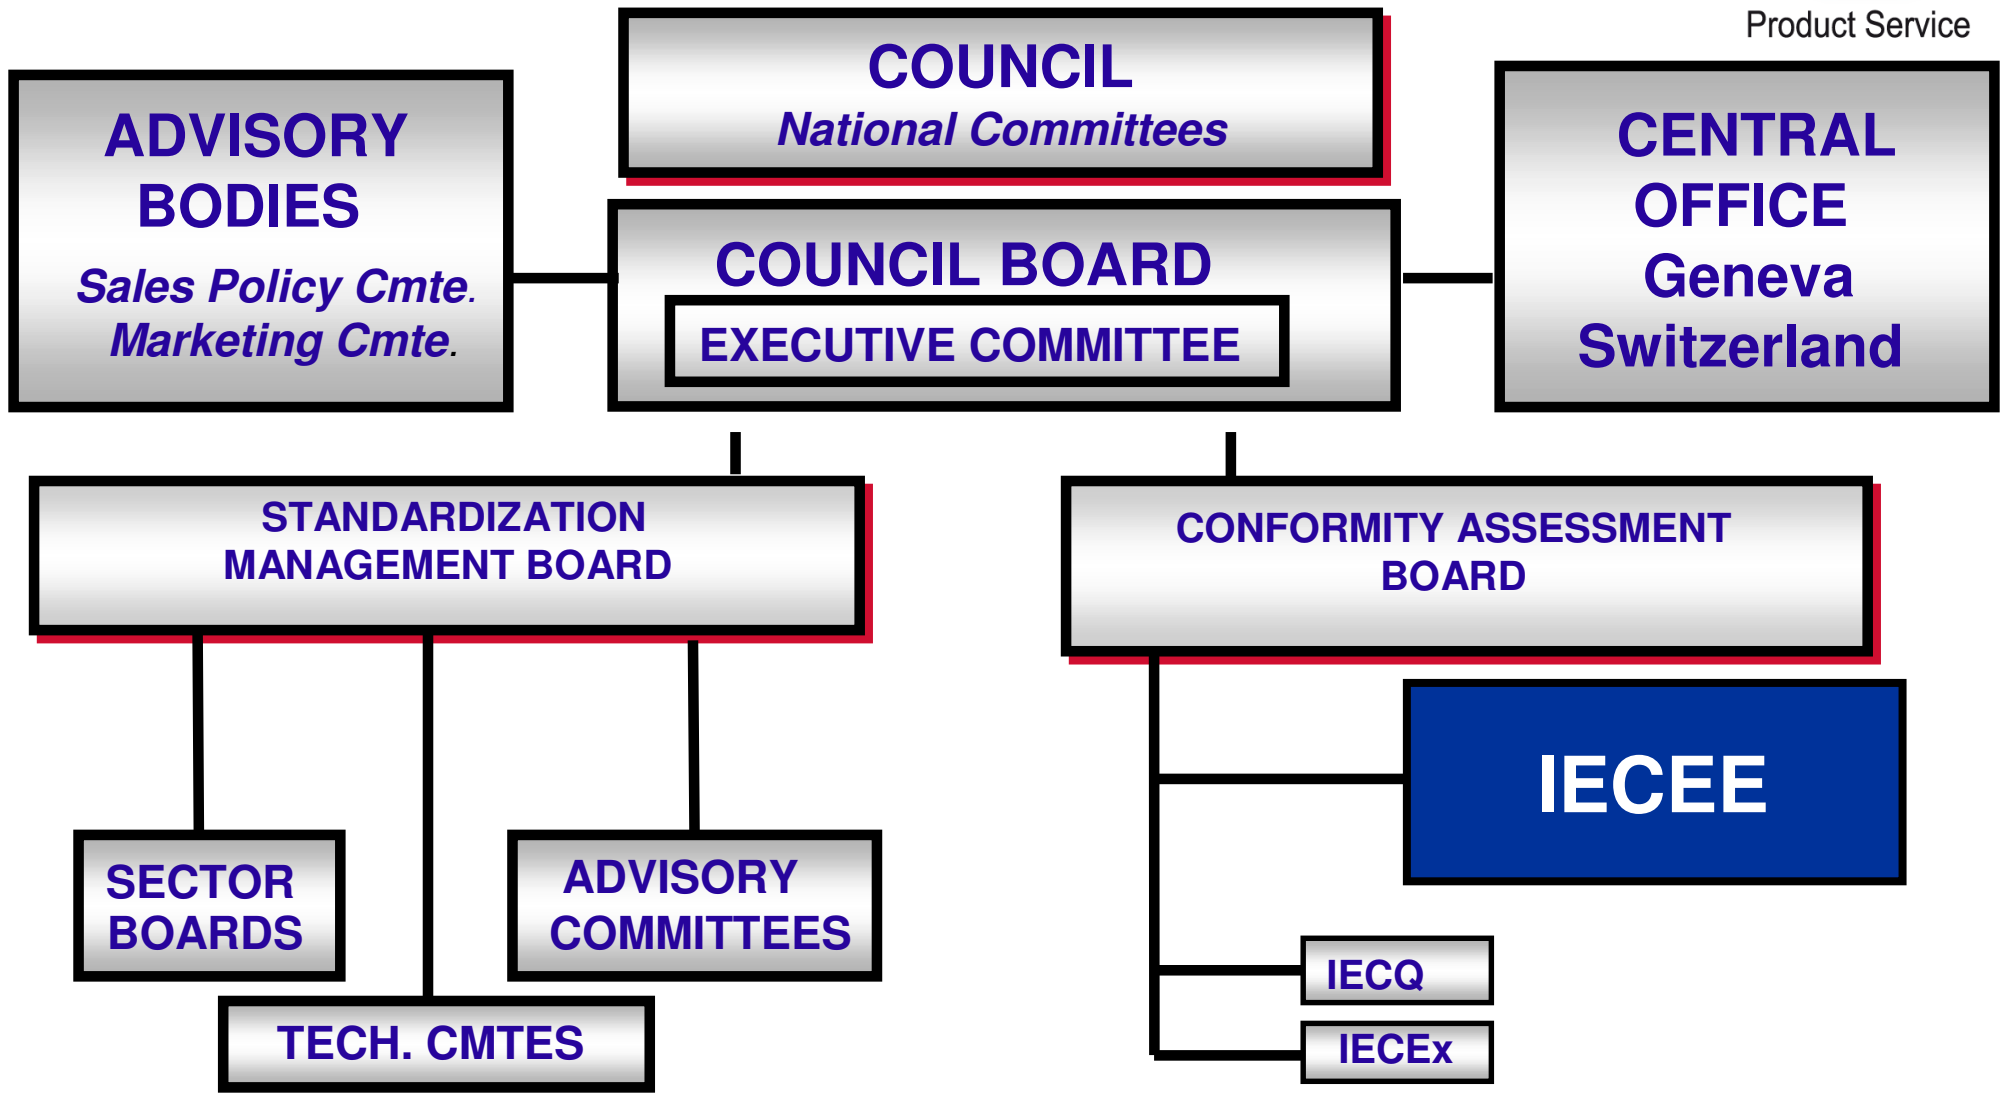 Product Service
COUNCIL
National Committees
ADVISORY
BODIES
Sales Policy Cmte.
Marketing Cmte.
COUNCIL BOARD
EXECUTIVE COMMITTEE
CENTRAL
OFFICE
Geneva
Switzerland
STANDARDIZATION
MANAGEMENT BOARD
CONFORMITY ASSESSMENT
BOARD
SECTOR
BOARDS
ADVISORY
COMMITTEES
TECH. CMTES
IECEE
IECQ
IECEx